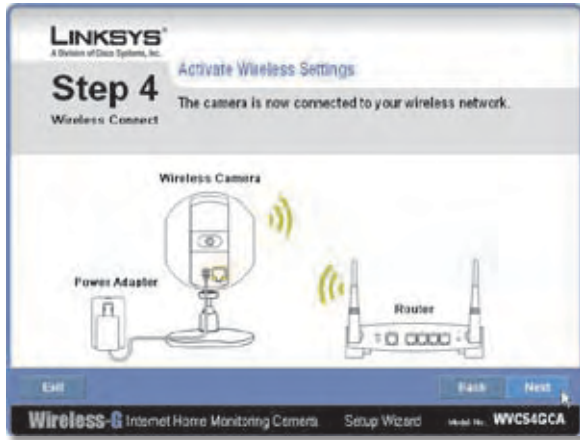 LINKSYS®
A Division of Cisco Systems, Inc.
Step 4
Wireless Connect
Activate Wireless Settings
The camera is now connected to your wireless network.
Wireless Camera
Power Adapter
Router
Exit
Back
Next
Wireless-G Internet Home Monitoring Camera Setup Wizard Model No. WVC54GCA